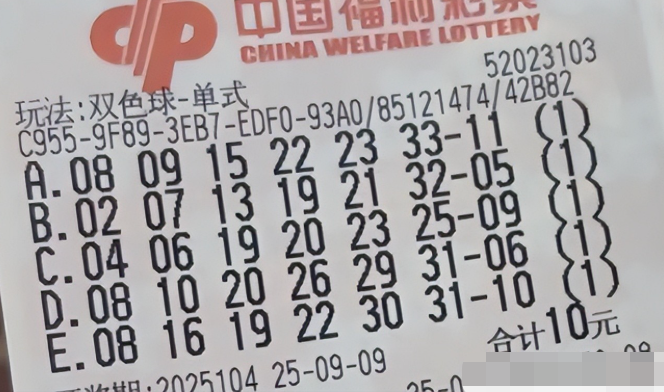 中国福利彩票
CHINA WELFARE LOTTERY
52023103
玩法:双色球-单式
C955-9F89-3EB7-EDF0-93A0/85121474/42B82
A.08 09 15 22 23 33-11 (1)
B.02 07 13 19 21 32-05 (1)
C.04 06 19 20 23 25-09 (1)
D.08 10 20 26 29 31-06 (1)
E.08 16 19 22 30 31-10 (1)
合计10元
2025104 25-09-09